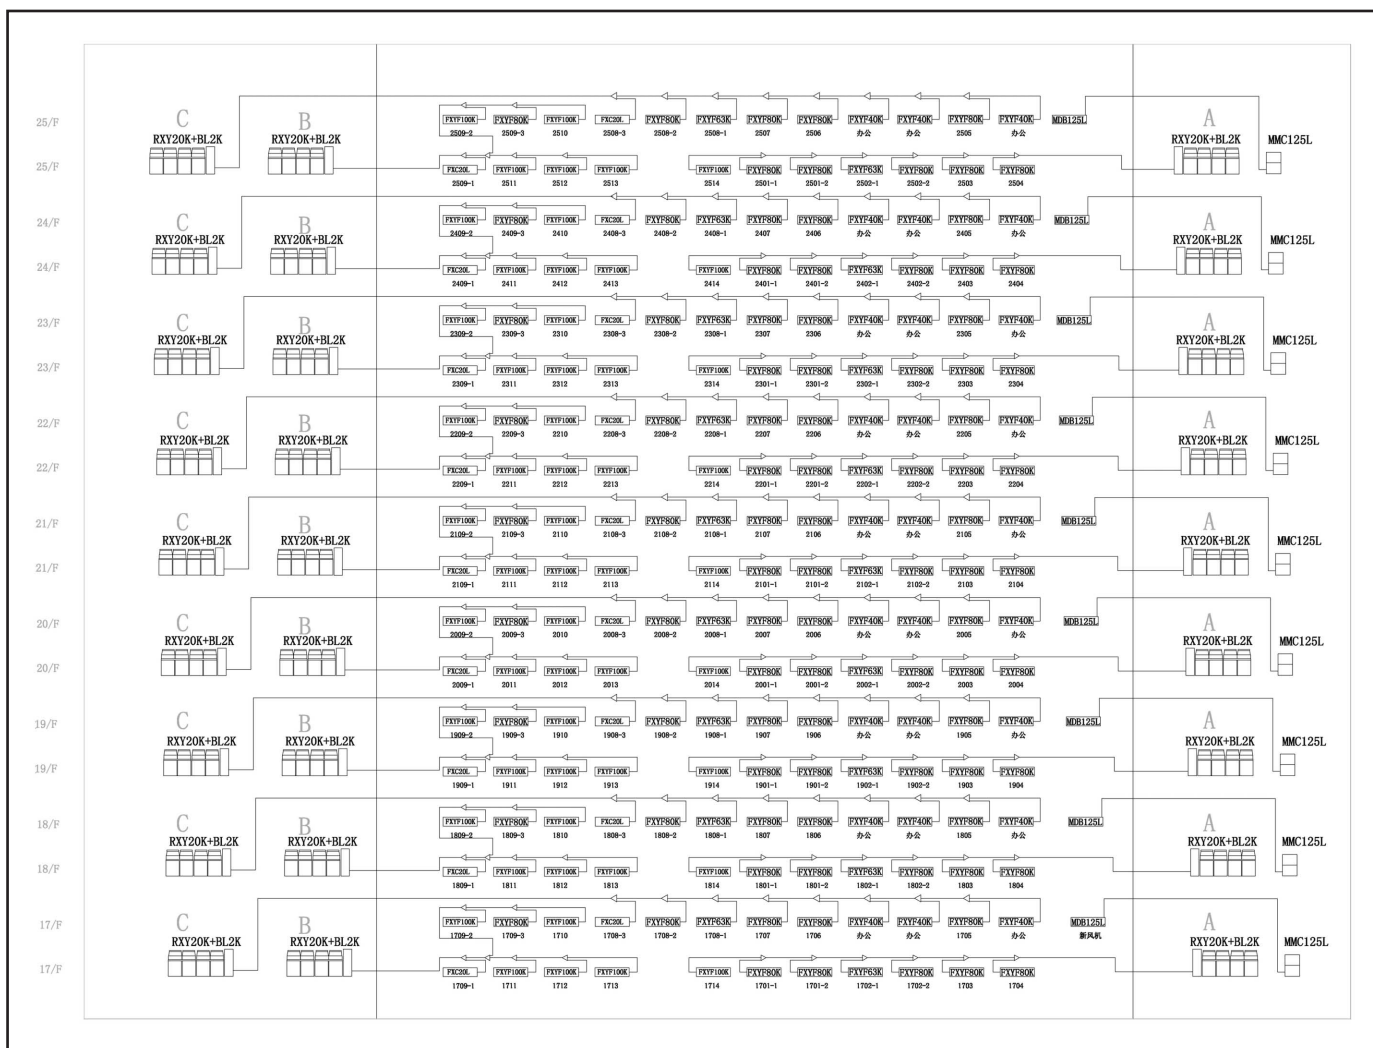 C B A
25/F FXYF100K FXYF80K FXYF100K FXC20L FXYF80K FXYF63K FXYF80K FXYF80K FXYF40K FXYF40K FXYF80K FXYF40K MDB125L
RXY20K+BL2K RXY20K+BL2K 2509-2 2509-3 2510 2508-3 2508-2 2508-1 2507 2506 办公 办公 2505 办公 RXY20K+BL2K MMC125L
25/F FXC20L FXYF100K FXYF100K FXYF100K FXYF100K FXYF80K FXYF80K FXYF63K FXYF80K FXYF80K FXYF80K
2509-1 2511 2512 2513 2514 2501-1 2501-2 2502-1 2502-2 2503 2504
C B A
24/F FXYF100K FXYF80K FXYF100K FXC20L FXYF80K FXYF63K FXYF80K FXYF80K FXYF40K FXYF40K FXYF80K FXYF40K MDB125L
RXY20K+BL2K RXY20K+BL2K 2409-2 2409-3 2410 2408-3 2408-2 2408-1 2407 2406 办公 办公 2405 办公 RXY20K+BL2K MMC125L
24/F FXC20L FXYF100K FXYF100K FXYF100K FXYF100K FXYF80K FXYF80K FXYF63K FXYF80K FXYF80K FXYF80K
2409-1 2411 2412 2413 2414 2401-1 2401-2 2402-1 2402-2 2403 2404
C B A
23/F FXYF100K FXYF80K FXYF100K FXC20L FXYF80K FXYF63K FXYF80K FXYF80K FXYF40K FXYF40K FXYF80K FXYF40K MDB125L
RXY20K+BL2K RXY20K+BL2K 2309-2 2309-3 2310 2308-3 2308-2 2308-1 2307 2306 办公 办公 2305 办公 RXY20K+BL2K MMC125L
23/F FXC20L FXYF100K FXYF100K FXYF100K FXYF100K FXYF80K FXYF80K FXYF63K FXYF80K FXYF80K FXYF80K
2309-1 2311 2312 2313 2314 2301-1 2301-2 2302-1 2302-2 2303 2304
C B A
22/F FXYF100K FXYF80K FXYF100K FXC20L FXYF80K FXYF63K FXYF80K FXYF80K FXYF40K FXYF40K FXYF80K FXYF40K MDB125L
RXY20K+BL2K RXY20K+BL2K 2209-2 2209-3 2210 2208-3 2208-2 2208-1 2207 2206 办公 办公 2205 办公 RXY20K+BL2K MMC125L
22/F FXC20L FXYF100K FXYF100K FXYF100K FXYF100K FXYF80K FXYF80K FXYF63K FXYF80K FXYF80K FXYF80K
2209-1 2211 2212 2213 2214 2201-1 2201-2 2202-1 2202-2 2203 2204
C B A
21/F FXYF100K FXYF80K FXYF100K FXC20L FXYF80K FXYF63K FXYF80K FXYF80K FXYF40K FXYF40K FXYF80K FXYF40K MDB125L
RXY20K+BL2K RXY20K+BL2K 2109-2 2109-3 2110 2108-3 2108-2 2108-1 2107 2106 办公 办公 2105 办公 RXY20K+BL2K MMC125L
21/F FXC20L FXYF100K FXYF100K FXYF100K FXYF100K FXYF80K FXYF80K FXYF63K FXYF80K FXYF80K FXYF80K
2109-1 2111 2112 2113 2114 2101-1 2101-2 2102-1 2102-2 2103 2104
C B A
20/F FXYF100K FXYF80K FXYF100K FXC20L FXYF80K FXYF63K FXYF80K FXYF80K FXYF40K FXYF40K FXYF80K FXYF40K MDB125L
RXY20K+BL2K RXY20K+BL2K 2009-2 2009-3 2010 2008-3 2008-2 2008-1 2007 2006 办公 办公 2005 办公 RXY20K+BL2K MMC125L
20/F FXC20L FXYF100K FXYF100K FXYF100K FXYF100K FXYF80K FXYF80K FXYF63K FXYF80K FXYF80K FXYF80K
2009-1 2011 2012 2013 2014 2001-1 2001-2 2002-1 2002-2 2003 2004
C B A
19/F FXYF100K FXYF80K FXYF100K FXC20L FXYF80K FXYF63K FXYF80K FXYF80K FXYF40K FXYF40K FXYF80K FXYF40K MDB125L
RXY20K+BL2K RXY20K+BL2K 1909-2 1909-3 1910 1908-3 1908-2 1908-1 1907 1906 办公 办公 1905 办公 RXY20K+BL2K MMC125L
19/F FXC20L FXYF100K FXYF100K FXYF100K FXYF100K FXYF80K FXYF80K FXYF63K FXYF80K FXYF80K FXYF80K
1909-1 1911 1912 1913 1914 1901-1 1901-2 1902-1 1902-2 1903 1904
C B A
18/F FXYF100K FXYF80K FXYF100K FXC20L FXYF80K FXYF63K FXYF80K FXYF80K FXYF40K FXYF40K FXYF80K FXYF40K MDB125L
RXY20K+BL2K RXY20K+BL2K 1809-2 1809-3 1810 1808-3 1808-2 1808-1 1807 1806 办公 办公 1805 办公 RXY20K+BL2K MMC125L
18/F FXC20L FXYF100K FXYF100K FXYF100K FXYF100K FXYF80K FXYF80K FXYF63K FXYF80K FXYF80K FXYF80K
1809-1 1811 1812 1813 1814 1801-1 1801-2 1802-1 1802-2 1803 1804
C B A
17/F FXYF100K FXYF80K FXYF100K FXC20L FXYF80K FXYF63K FXYF80K FXYF80K FXYF40K FXYF40K FXYF80K FXYF40K MDB125L
RXY20K+BL2K RXY20K+BL2K 1709-2 1709-3 1710 1708-3 1708-2 1708-1 1707 1706 办公 办公 1705 办公 新风机 RXY20K+BL2K MMC125L
17/F FXC20L FXYF100K FXYF100K FXYF100K FXYF100K FXYF80K FXYF80K FXYF63K FXYF80K FXYF80K FXYF80K
1709-1 1711 1712 1713 1714 1701-1 1701-2 1702-1 1702-2 1703 1704